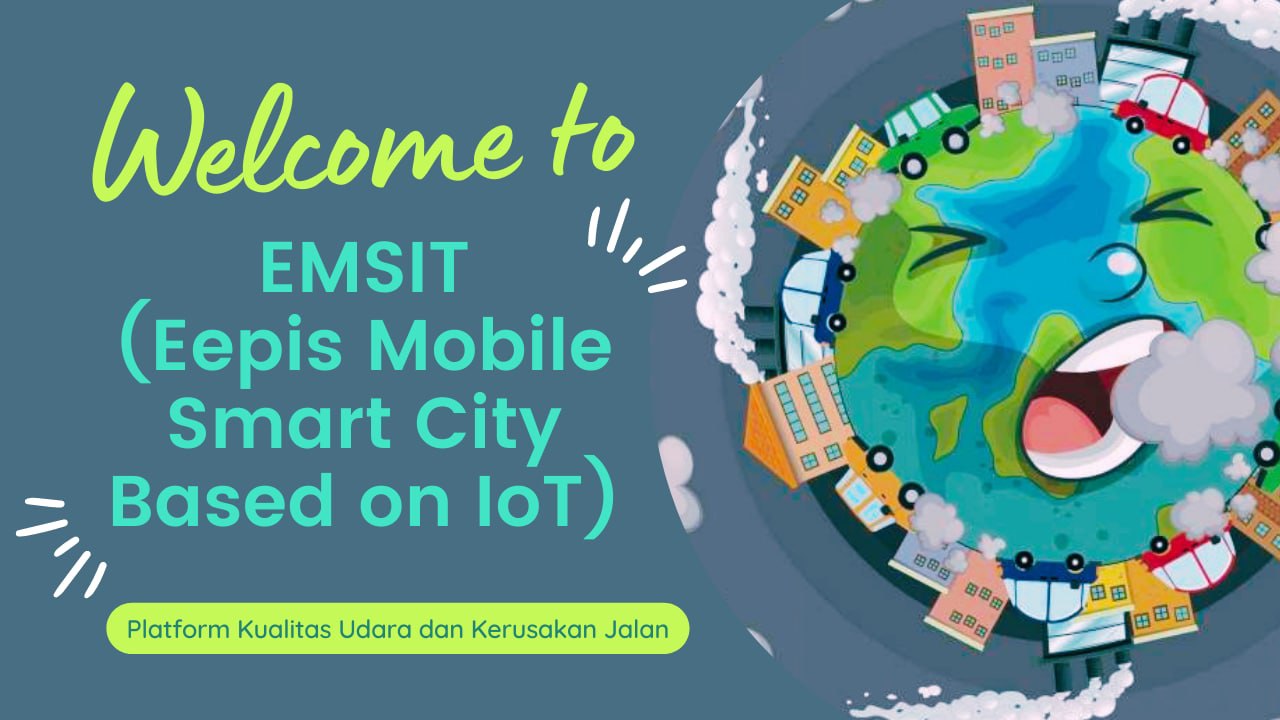 Welcome to
EMSIT
(Eepis Mobile
Smart City
Based on IoT)
Platform Kualitas Udara dan Kerusakan Jalan